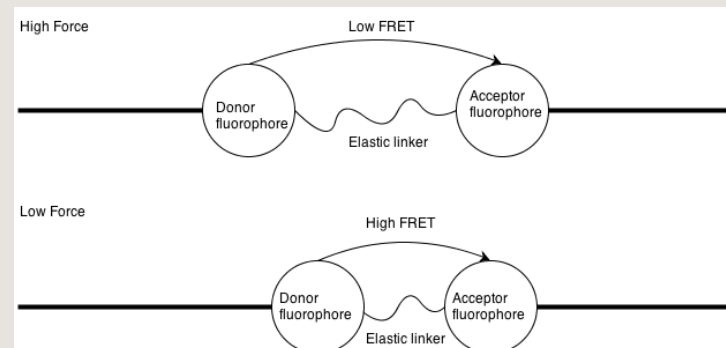 High Force
Low FRET
Donor
fluorophore
Acceptor
fluorophore
Elastic linker
Low Force
High FRET
Donor
fluorophore
Acceptor
fluorophore
Elastic linker